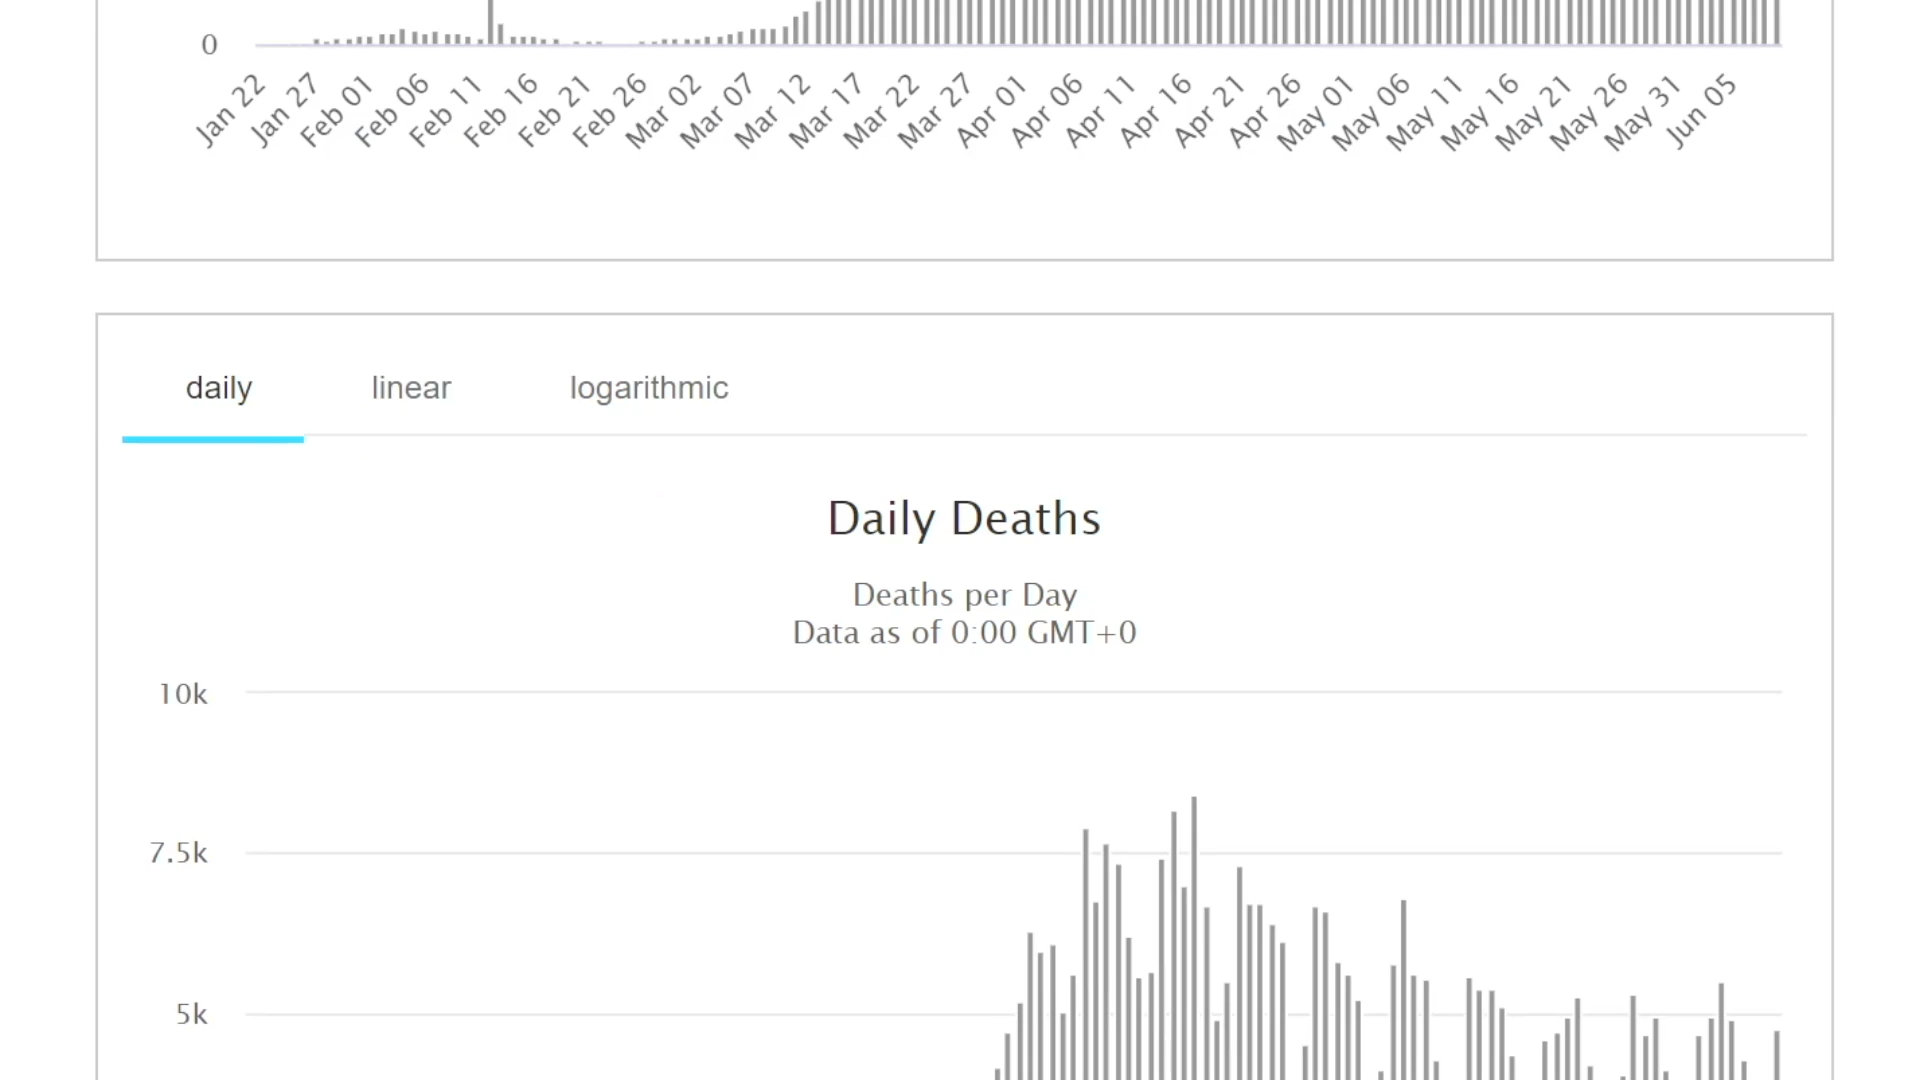 0
Jan 22 Jan 27 Feb 01 Feb 06 Feb 11 Feb 16 Feb 21 Feb 26 Mar 02 Mar 07 Mar 12 Mar 17 Mar 22 Mar 27 Apr 01 Apr 06 Apr 11 Apr 16 Apr 21 Apr 26 May 01 May 06 May 11 May 16 May 21 May 26 May 31 Jun 05
daily linear logarithmic
Daily Deaths
Deaths per Day
Data as of 0:00 GMT+0
10k
7.5k
5k